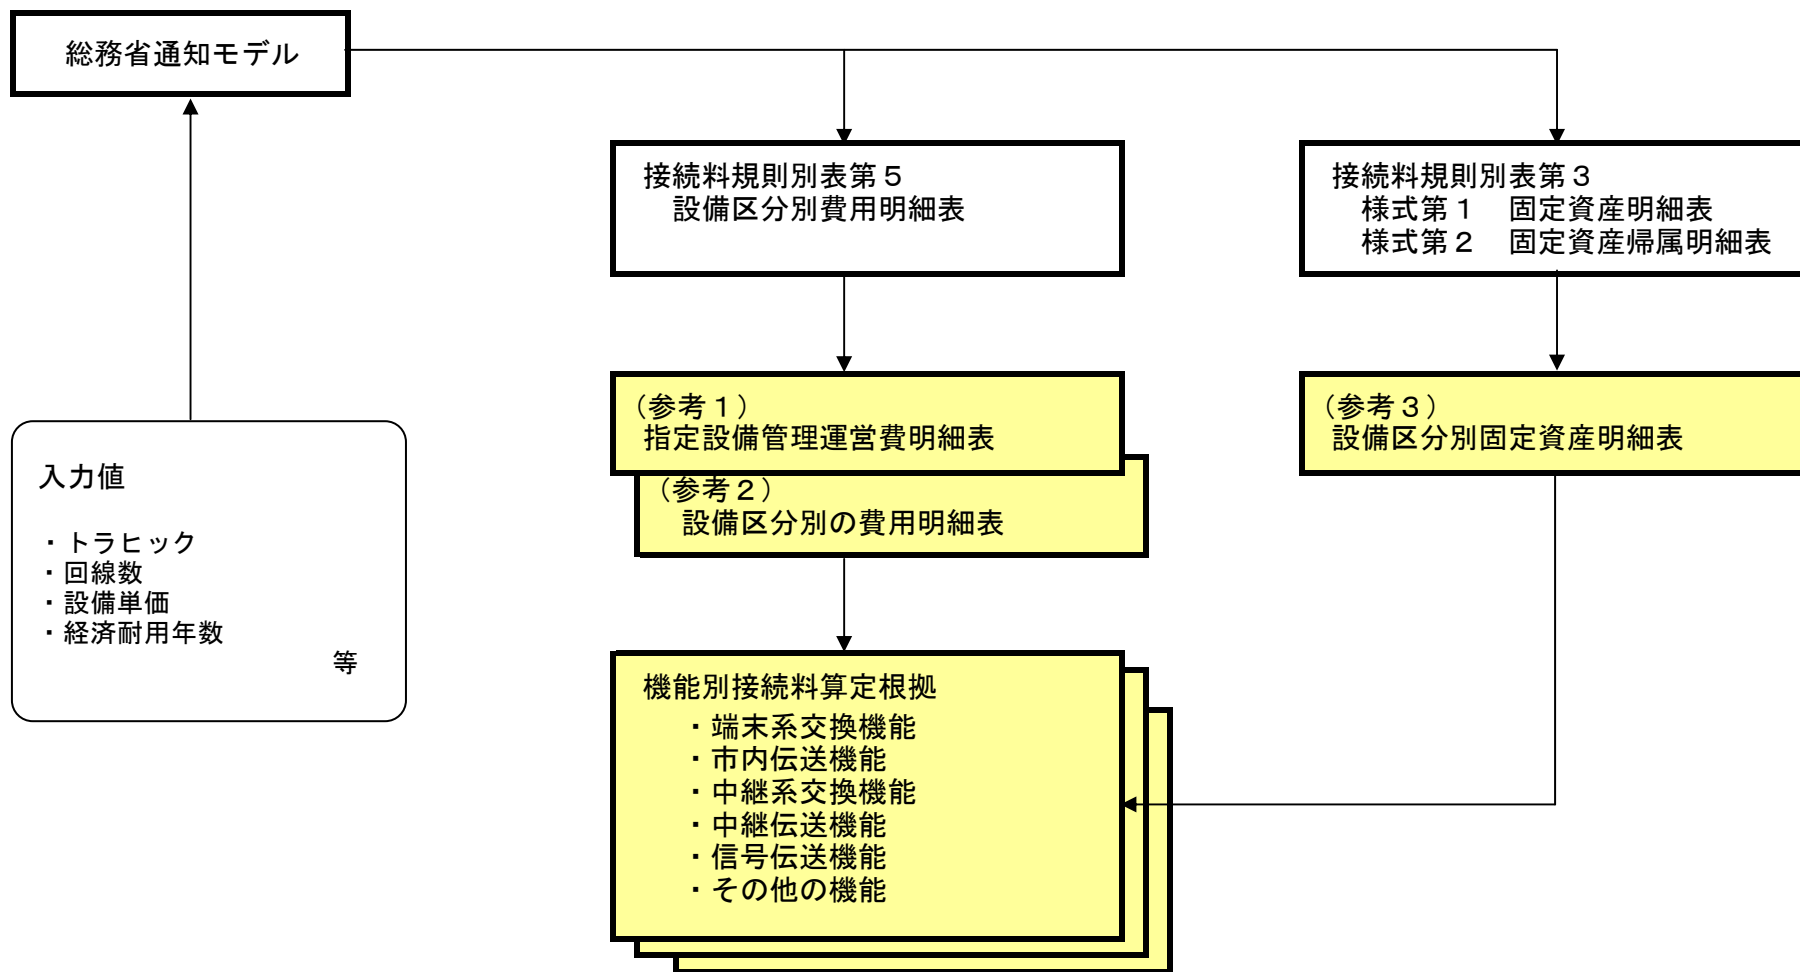 総務省通知モデル
接続料規則別表第５
設備区分別費用明細表
接続料規則別表第３
様式第１　固定資産明細表
様式第２　固定資産帰属明細表
（参考１）
指定設備管理運営費明細表
（参考２）
設備区分別の費用明細表
（参考３）
設備区分別固定資産明細表
入力値
・トラヒック
・回線数
・設備単価
・経済耐用年数
等
機能別接続料算定根拠
・端末系交換機能
・市内伝送機能
・中継系交換機能
・中継伝送機能
・信号伝送機能
・その他の機能